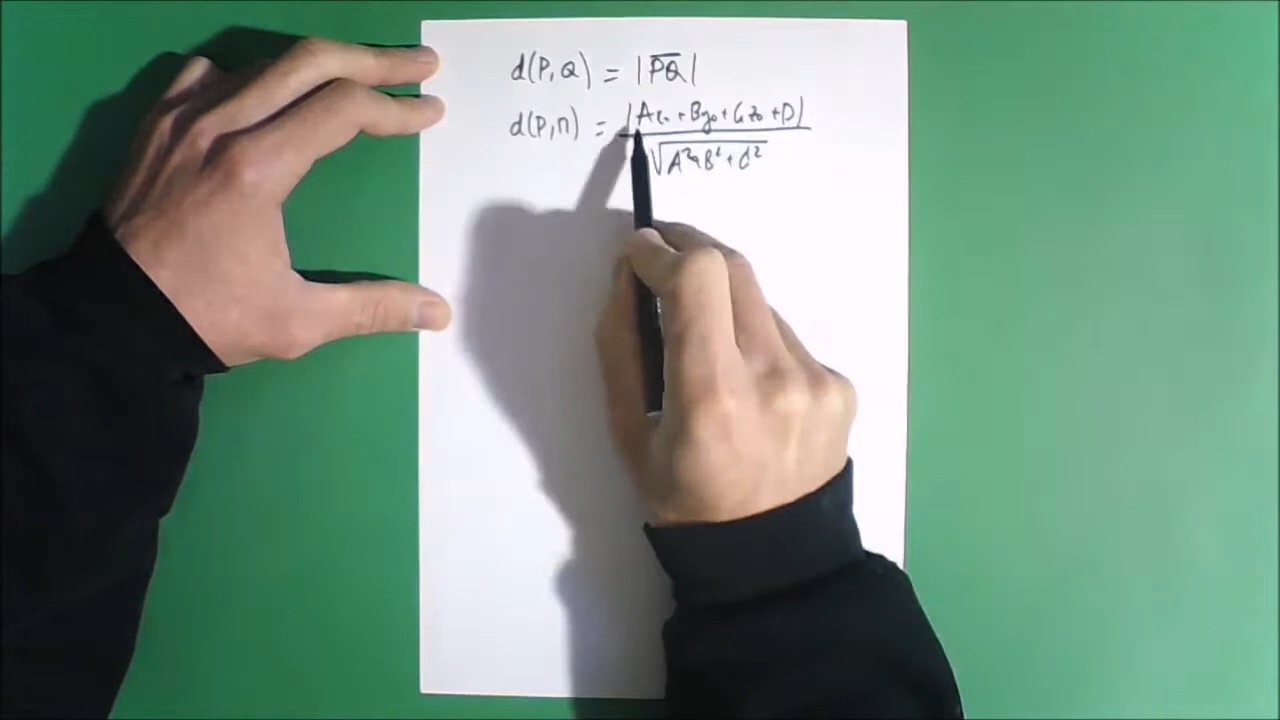 d(P,Q) = |PQ|
d(P,π) = |Ax₀ + By₀ + Cz₀ + D|
√A²+B²+C²